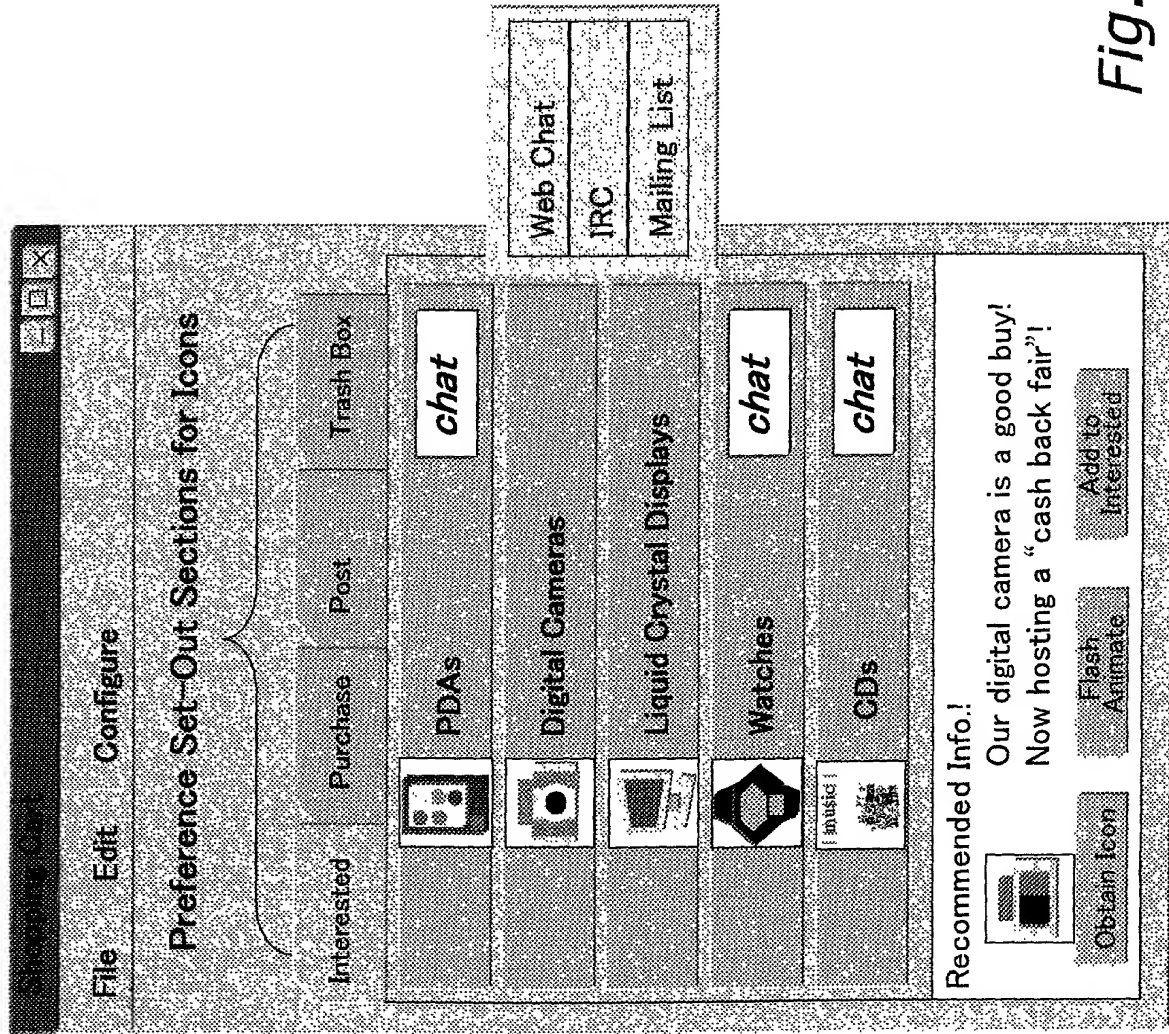 Shopping Cart
File Edit Configure
Preference Set-Out Sections for Icons
Interested Purchase Post Trash Box
PDAs chat
Digital Cameras
Liquid Crystal Displays
Watches chat
music CDs chat
Web Chat
IRC
Mailing List
Recommended Info.!
Our digital camera is a good buy!
Now hosting a “cash back fair”!
Obtain Icon
Flash
Animate
Add to
Interested
Fig.